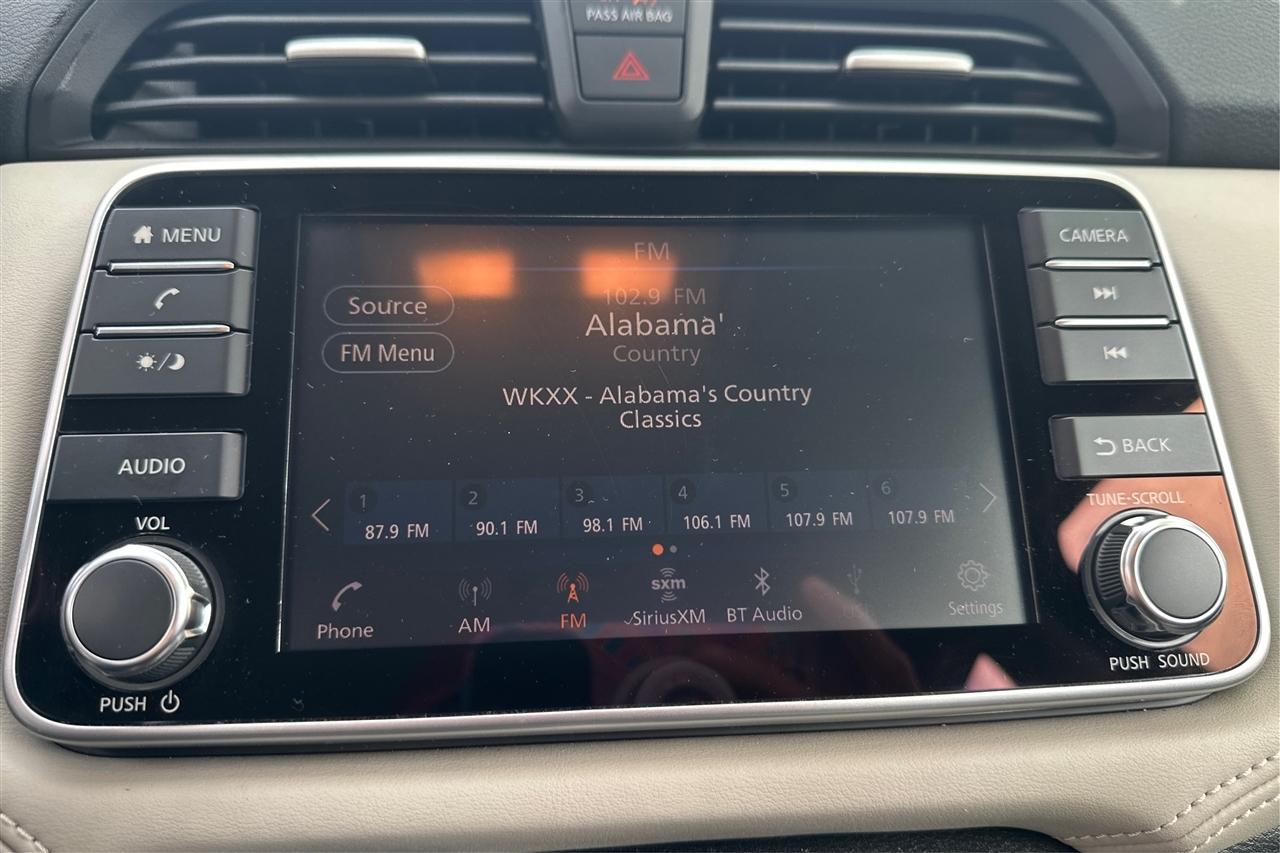 PASS AIR BAG
MENU
CAMERA
FM
102.9 FM
Source
Alabama'
FM Menu
Country
WKXX - Alabama's Country
Classics
AUDIO
BACK
VOL
TUNE-SCROLL
1
2
3
4
5
6
87.9 FM
90.1 FM
98.1 FM
106.1 FM
107.9 FM
107.9 FM
Phone
AM
FM
sxm
SiriusXM
BT Audio
Settings
PUSH
PUSH SOUND